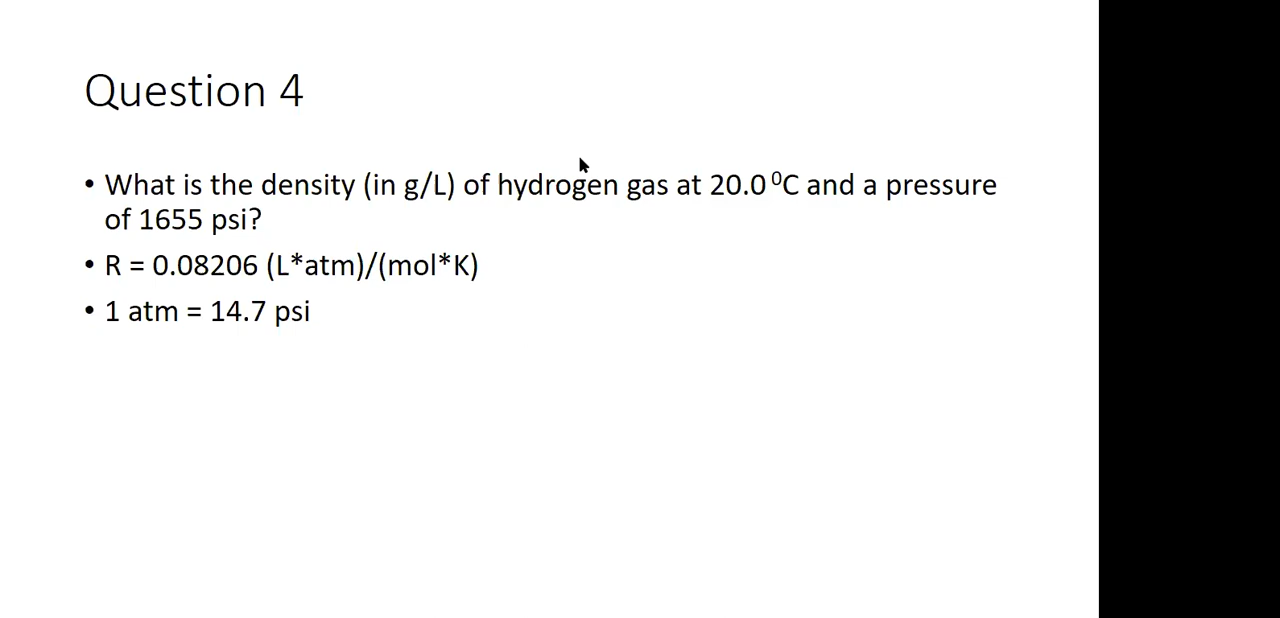 Question 4
• What is the density (in g/L) of hydrogen gas at 20.0 ⁰C and a pressure
of 1655 psi?
• R = 0.08206 (L*atm)/(mol*K)
• 1 atm = 14.7 psi